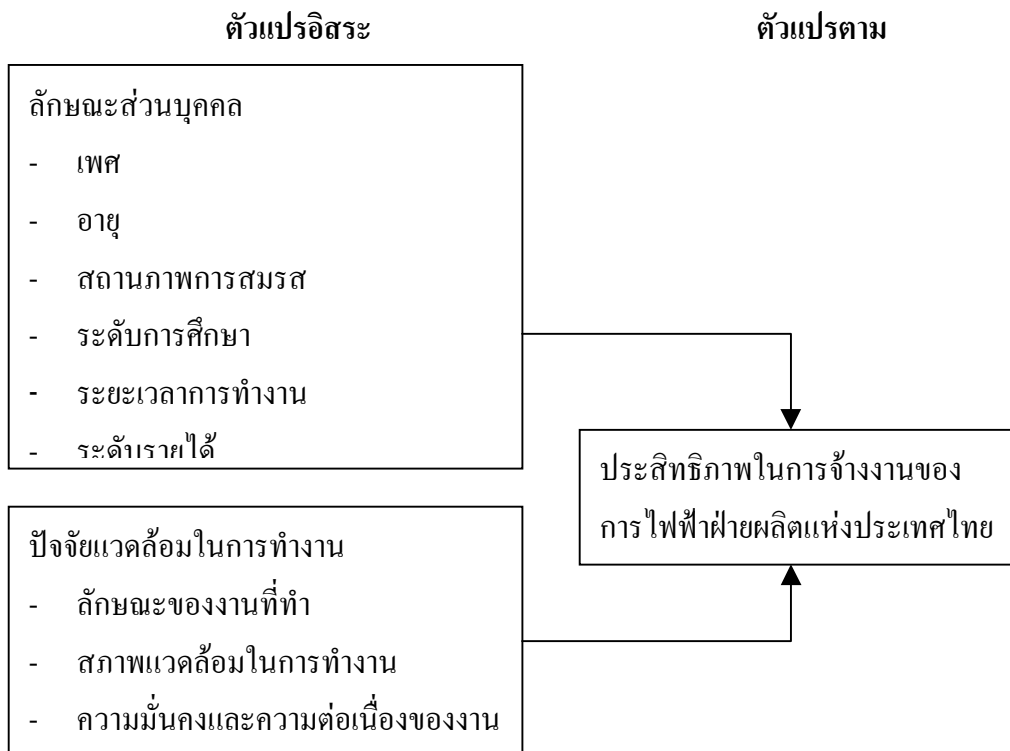 ตัวแปรอิสระ
ตัวแปรตาม
ลักษณะส่วนบุคคล
- เพศ
- อายุ
- สถานภาพการสมรส
- ระดับการศึกษา
- ระยะเวลาการทำงาน
- ระดับรายได้
ประสิทธิภาพในการจ้างงานของ
การไฟฟ้าฝ่ายผลิตแห่งประเทศไทย
ปัจจัยแวดล้อมในการทำงาน
- ลักษณะของงานที่ทำ
- สภาพแวดล้อมในการทำงาน
- ความมั่นคงและความต่อเนื่องของงาน